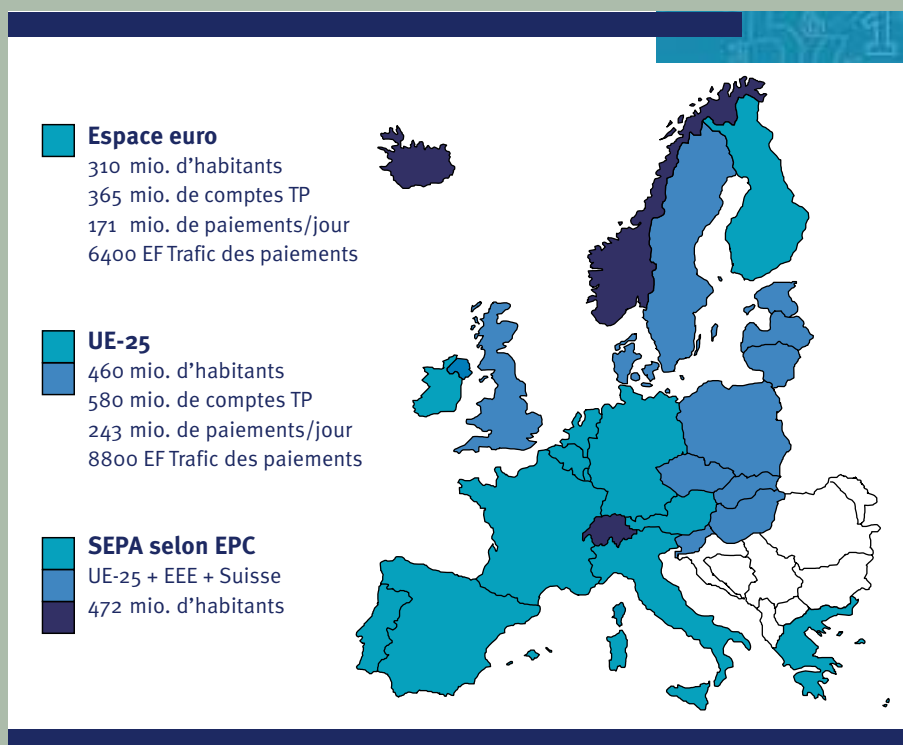 1
Espace euro
310 mio. d'habitants
365 mio. de comptes TP
171 mio. de paiements/jour
6400 EF Trafic des paiements
UE-25
460 mio. d'habitants
580 mio. de comptes TP
243 mio. de paiements/jour
8800 EF Trafic des paiements
SEPA selon EPC
UE-25 + EEE + Suisse
472 mio. d'habitants